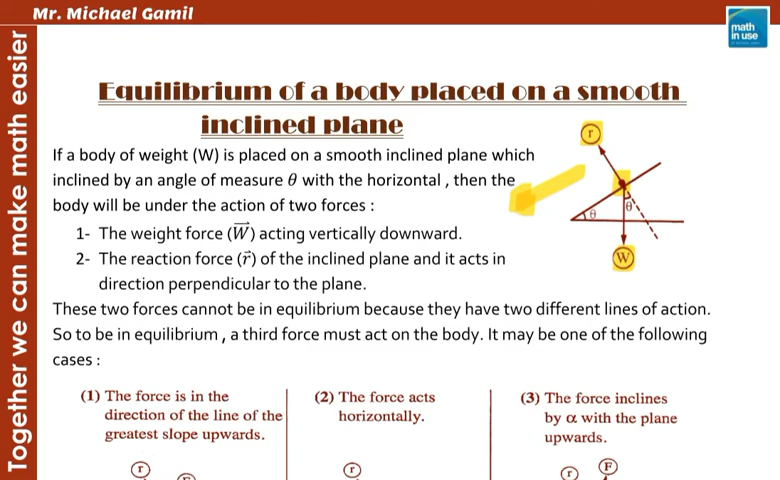 Mr. Michael Gamil
math
in use
Together we can make math easier
Equilibrium of a body placed on a smooth
inclined plane
If a body of weight (W) is placed on a smooth inclined plane which
inclined by an angle of measure θ with the horizontal , then the
body will be under the action of two forces :
1- The weight force (W⃗) acting vertically downward.
2- The reaction force (r⃗) of the inclined plane and it acts in
direction perpendicular to the plane.
r
θ
θ
W
These two forces cannot be in equilibrium because they have two different lines of action.
So to be in equilibrium , a third force must act on the body. It may be one of the following
cases :
(1) The force is in the
direction of the line of the
greatest slope upwards.
r
(2) The force acts
horizontally.
r
(3) The force inclines
by α with the plane
upwards.
r
F